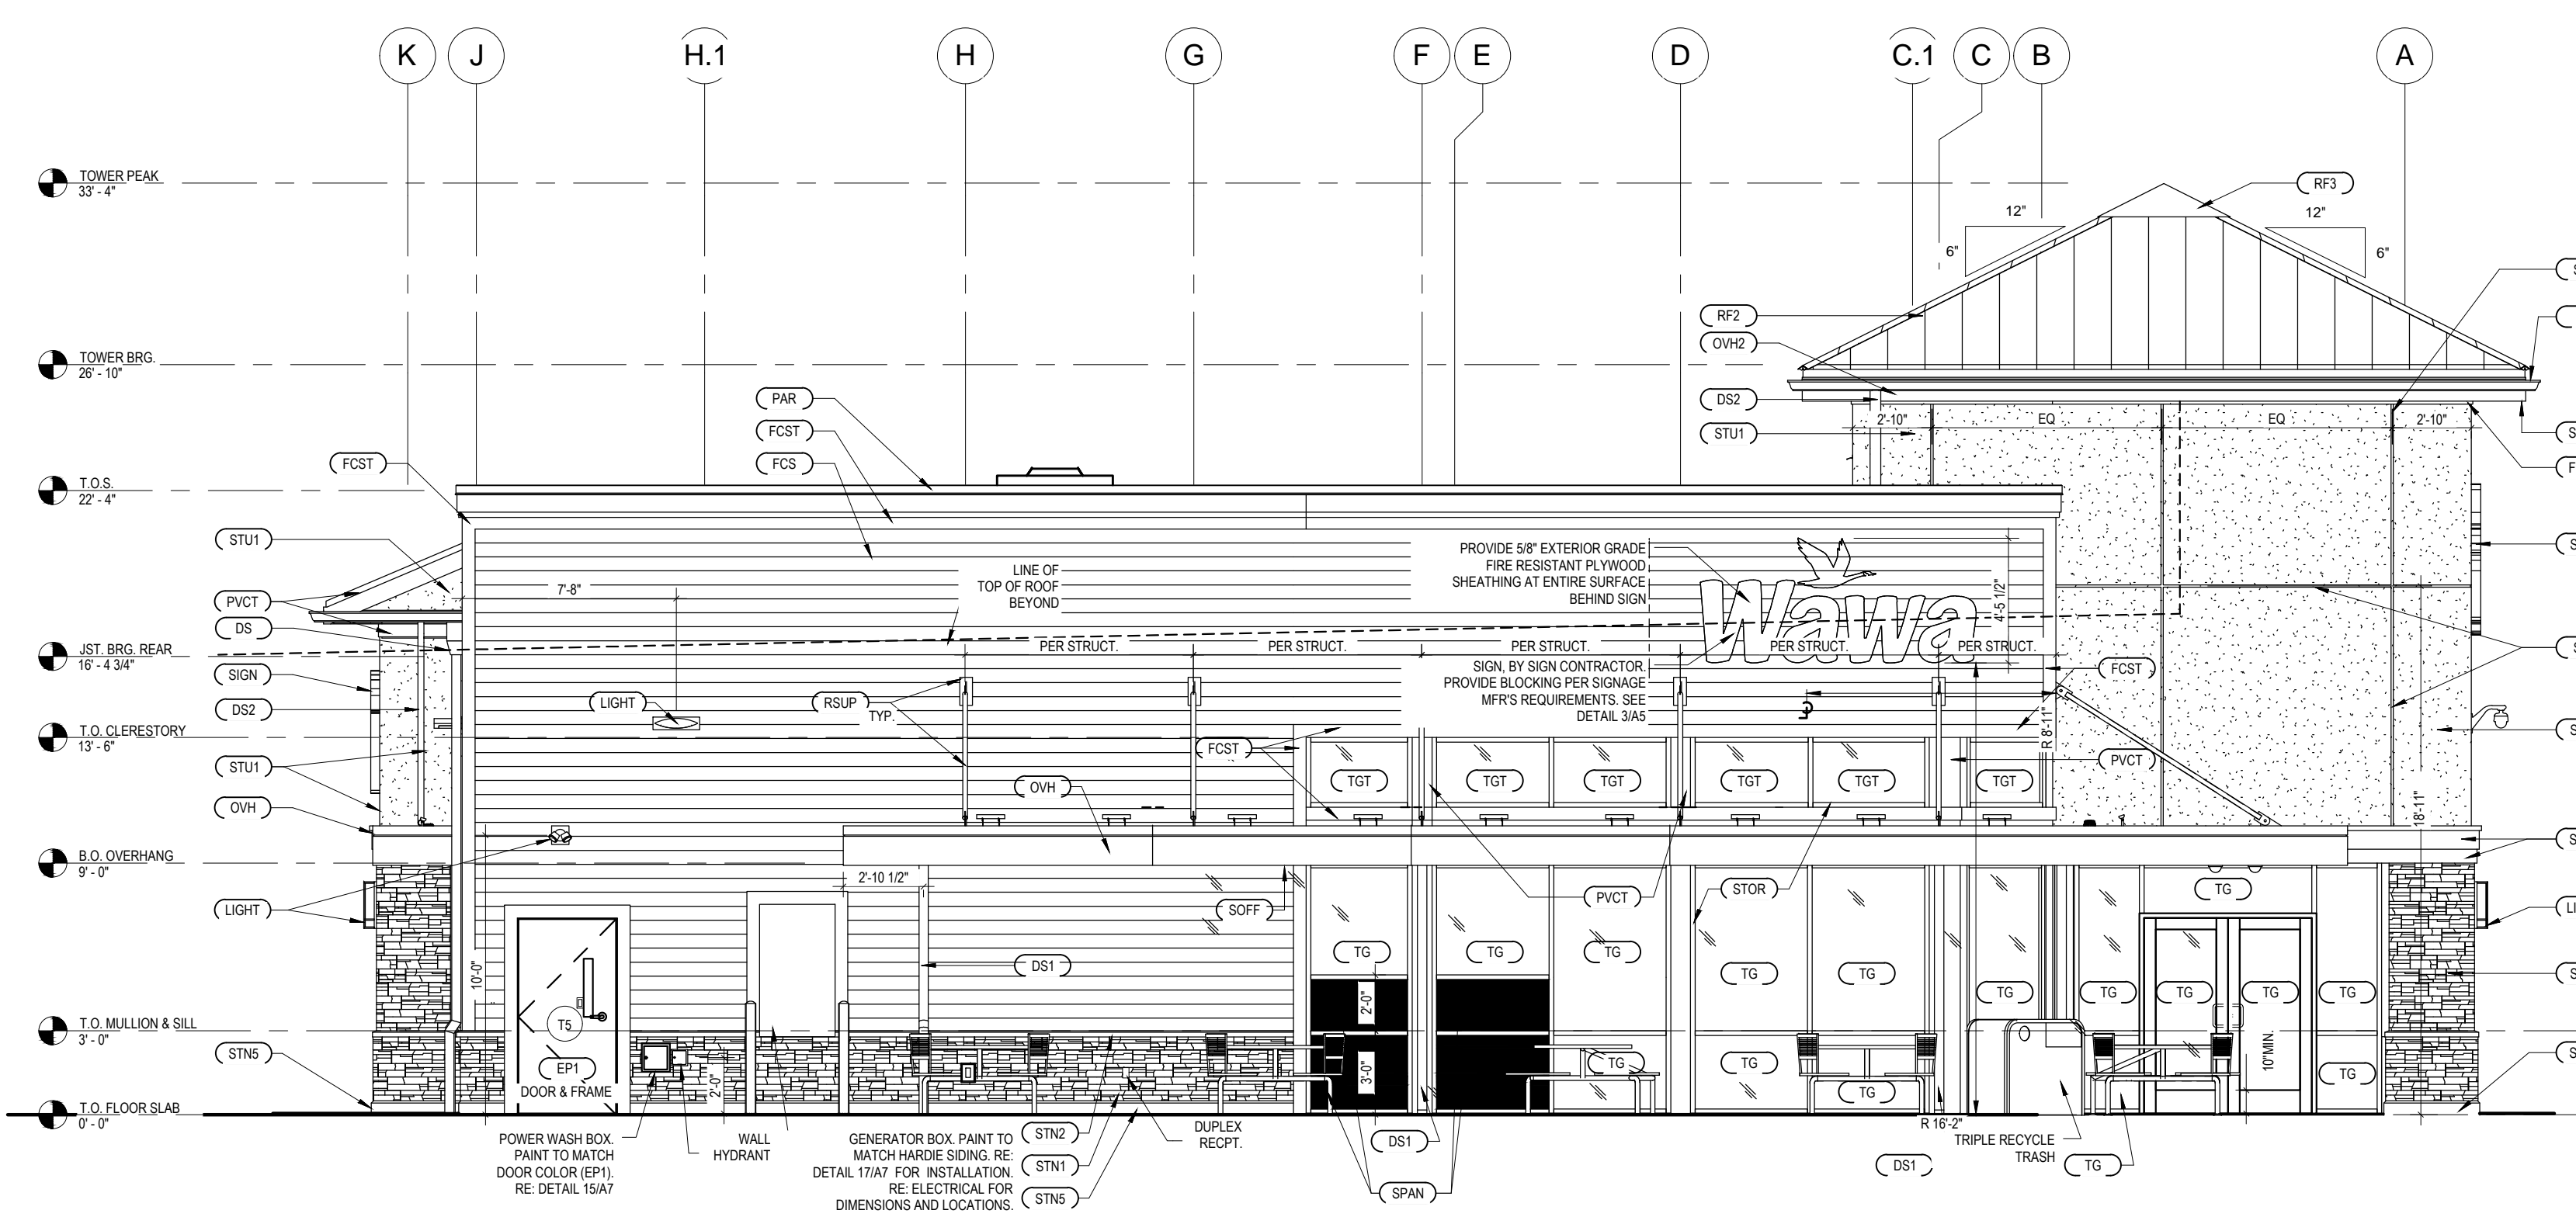 K
J
H.1
H
G
F
E
D
C.1
C
B
A
TOWER PEAK
33' - 4"
RF3
12"
12"
6"
6"
RF2
TOWER BRG.
26' - 10"
OVH2
PAR
DS2
FCST
2'-10"
EQ
EQ
2'-10"
STU1
FCST
FCS
T.O.S.
22' - 4"
STU1
PROVIDE 5/8" EXTERIOR GRADE
FIRE RESISTANT PLYWOOD
SHEATHING AT ENTIRE SURFACE
BEHIND SIGN
LINE OF
TOP OF ROOF
BEYOND
7'-8"
Wawa
4'-5 1/2"
PVCT
DS
JST. BRG. REAR
16' - 4 3/4"
PER STRUCT.
PER STRUCT.
PER STRUCT.
PER STRUCT.
PER STRUCT.
SIGN, BY SIGN CONTRACTOR.
PROVIDE BLOCKING PER SIGNAGE
MFR'S REQUIREMENTS. SEE
DETAIL 3/A5
FCST
SIGN
LIGHT
RSUP
TYP.
DS2
T.O. CLERESTORY
13' - 6"
R 8'-11"
FCST
PVCT
STU1
TGT
TGT
TGT
TGT
TGT
TGT
OVH
OVH
18'-11"
B.O. OVERHANG
9' - 0"
2'-10 1/2"
TG
PVCT
STOR
LIGHT
SOFF
TG
TG
TG
10'-0"
DS1
TG
TG
TG
TG
TG
TG
TG
2'-0"
T5
T.O. MULLION & SILL
3' - 0"
STN5
EP1
DOOR & FRAME
2'-0"
3'-0"
TG
TG
TG
TG
TG
10"MIN.
T.O. FLOOR SLAB
0' - 0"
R 16'-2"
POWER WASH BOX.
PAINT TO MATCH
DOOR COLOR (EP1).
RE: DETAIL 15/A7
WALL
HYDRANT
GENERATOR BOX. PAINT TO
MATCH HARDIE SIDING. RE:
DETAIL 17/A7 FOR INSTALLATION.
RE: ELECTRICAL FOR
DIMENSIONS AND LOCATIONS.
STN2
STN1
STN5
DUPLEX
RECPT.
DS1
SPAN
DS1
TRIPLE RECYCLE
TRASH
TG